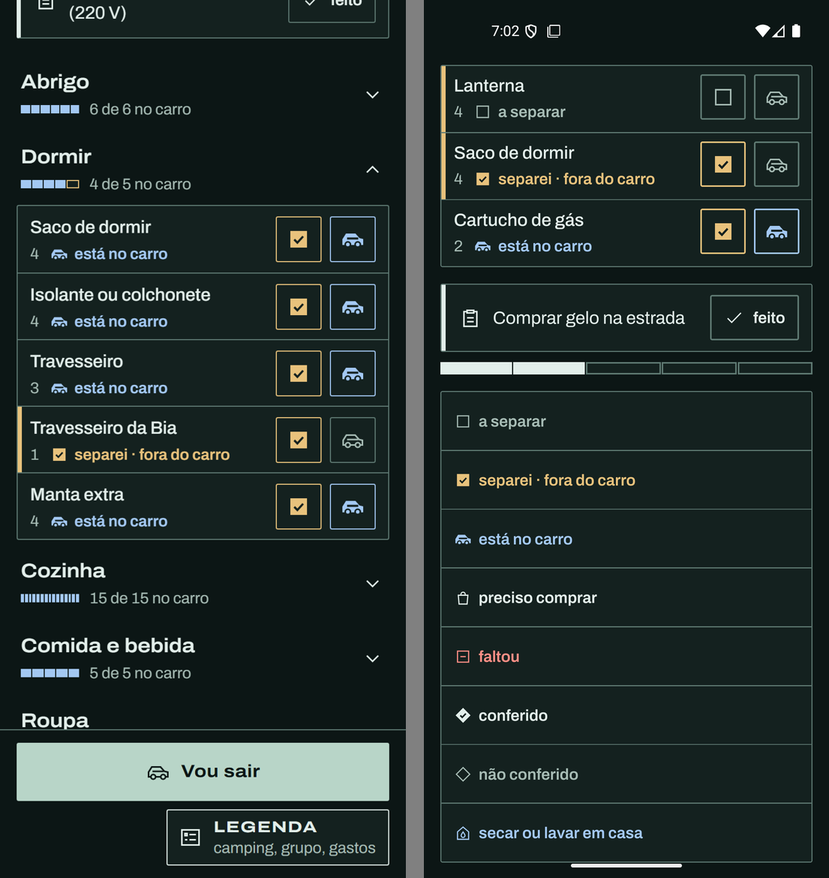 (220 V)
feito
Abrigo
6 de 6 no carro
Dormir
4 de 5 no carro
Saco de dormir
4 está no carro
Isolante ou colchonete
4 está no carro
Travesseiro
3 está no carro
Travesseiro da Bia
1 separei · fora do carro
Manta extra
4 está no carro
Cozinha
15 de 15 no carro
Comida e bebida
5 de 5 no carro
Roupa
Vou sair
LEGENDA
camping, grupo, gastos
7:02
Lanterna
4 a separar
Saco de dormir
4 separei · fora do carro
Cartucho de gás
2 está no carro
Comprar gelo na estrada
feito
a separar
separei · fora do carro
está no carro
preciso comprar
faltou
conferido
não conferido
secar ou lavar em casa